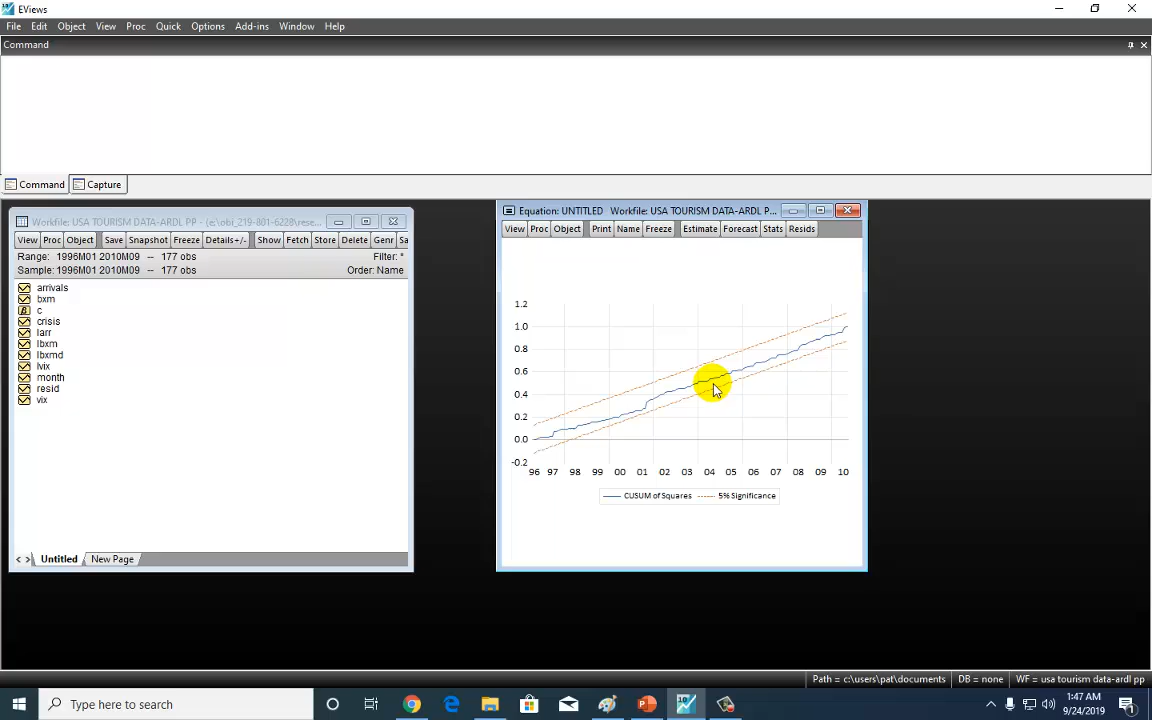 EViews
File Edit Object View Proc Quick Options Add-ins Window Help
Command
Command Capture
Workfile: USA TOURISM DATA-ARDL PP - (e:\obj_219-801-6228\rese...
View Proc Object Save Snapshot Freeze Details+/- Show Fetch Store Delete Genr Sa
Range: 1996M01 2010M09 -- 177 obs Filter: *
Sample: 1996M01 2010M09 -- 177 obs Order: Name
arrivals
bxm
c
crisis
larr
lbxm
lbxmd
lvix
month
resid
vix
Untitled New Page
Equation: UNTITLED Workfile: USA TOURISM DATA-ARDL P...
View Proc Object Print Name Freeze Estimate Forecast Stats Resids
1.2
1.0
0.8
0.6
0.4
0.2
0.0
-0.2
96 97 98 99 00 01 02 03 04 05 06 07 08 09 10
CUSUM of Squares 5% Significance
Path = c:\users\pat\documents DB = none WF = usa tourism data-ardl pp
Type here to search
1:47 AM
9/24/2019